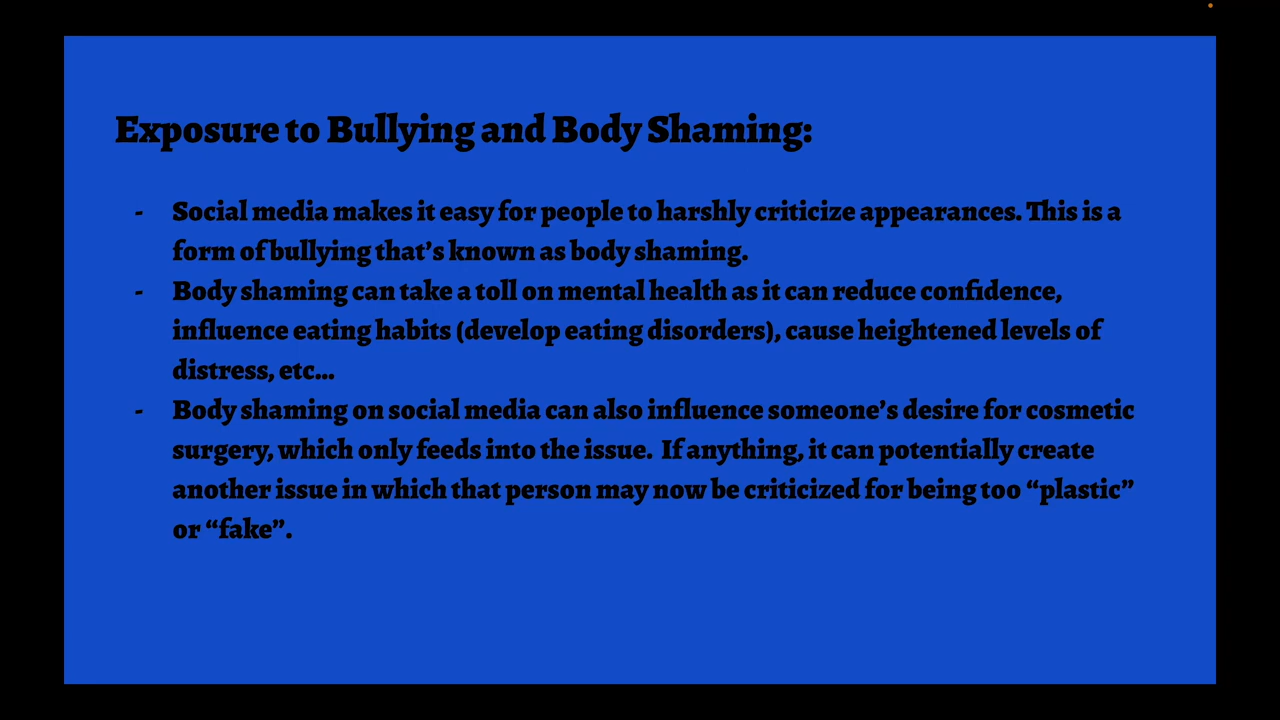 Exposure to Bullying and Body Shaming:
- Social media makes it easy for people to harshly criticize appearances. This is a
form of bullying that’s known as body shaming.
- Body shaming can take a toll on mental health as it can reduce confidence,
influence eating habits (develop eating disorders), cause heightened levels of
distress, etc...
- Body shaming on social media can also influence someone’s desire for cosmetic
surgery, which only feeds into the issue.  If anything, it can potentially create
another issue in which that person may now be criticized for being too “plastic”
or “fake”.